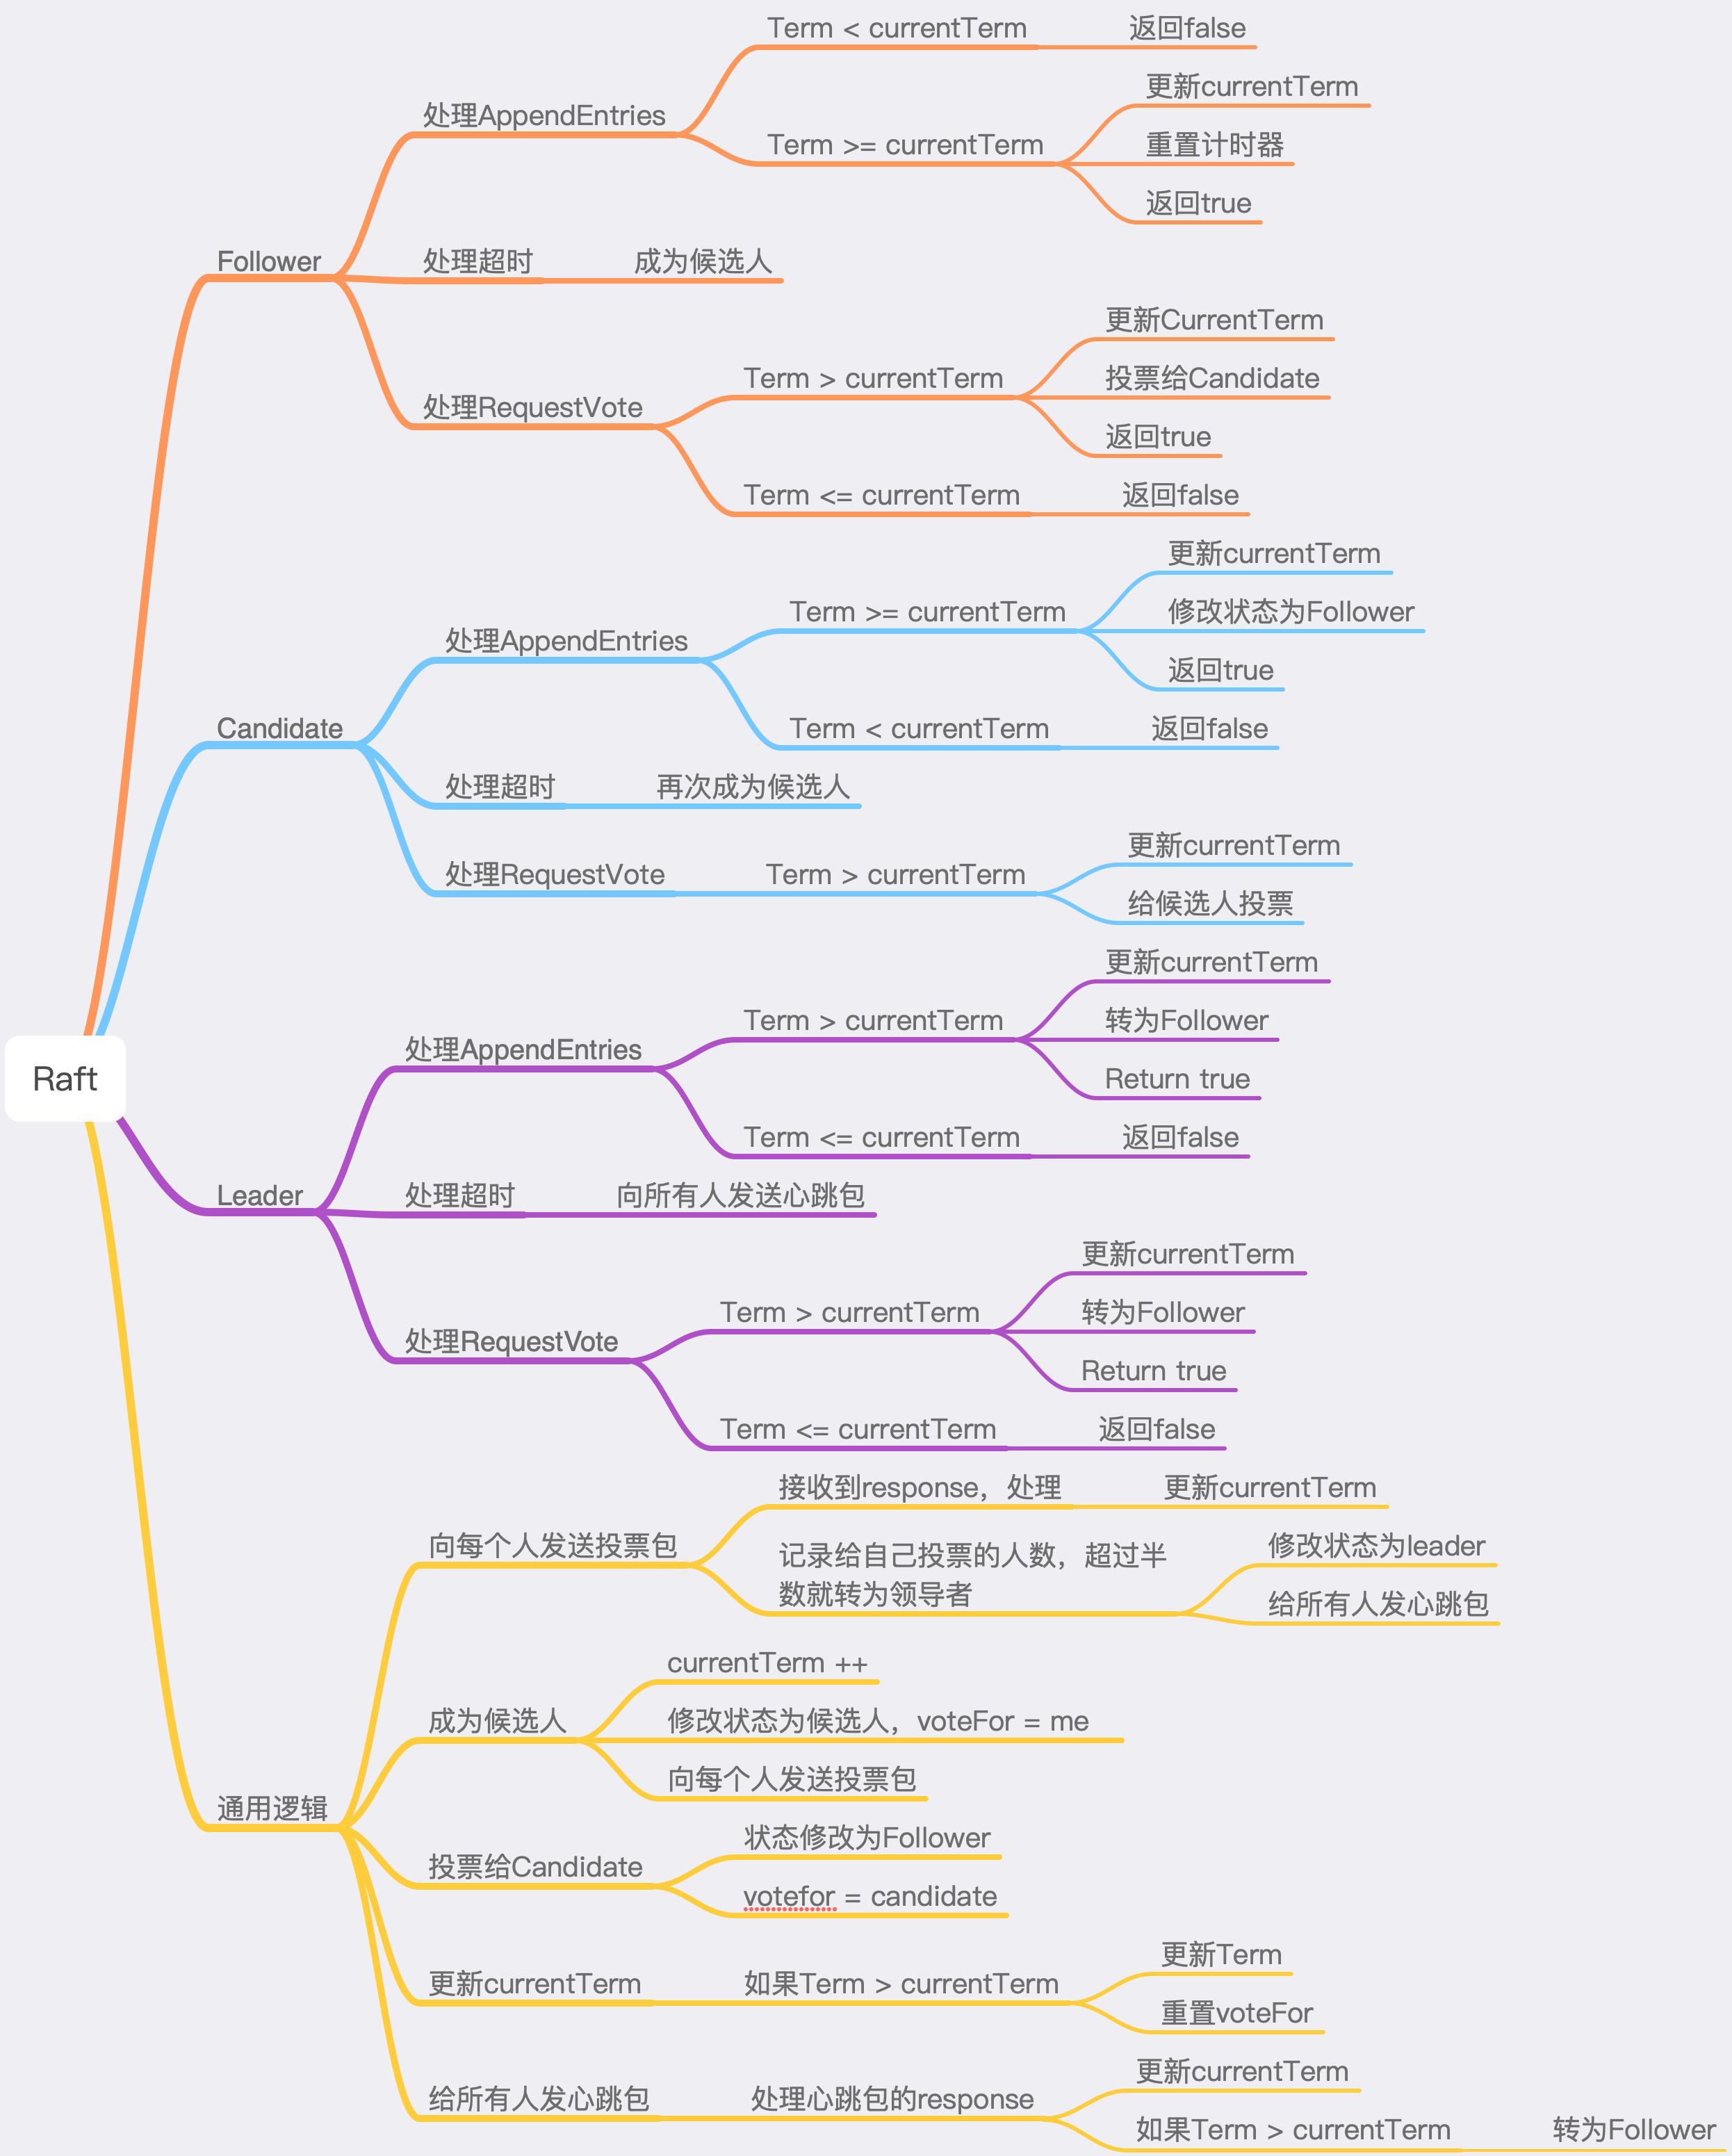 Raft
Follower
处理AppendEntries
Term < currentTerm
返回false
Term >= currentTerm
更新currentTerm
重置计时器
返回true
处理超时
成为候选人
处理RequestVote
Term > currentTerm
更新CurrentTerm
投票给Candidate
返回true
Term <= currentTerm
返回false
Candidate
处理AppendEntries
Term >= currentTerm
更新currentTerm
修改状态为Follower
返回true
Term < currentTerm
返回false
处理超时
再次成为候选人
处理RequestVote
Term > currentTerm
更新currentTerm
给候选人投票
Leader
处理AppendEntries
Term > currentTerm
更新currentTerm
转为Follower
Return true
Term <= currentTerm
返回false
处理超时
向所有人发送心跳包
处理RequestVote
Term > currentTerm
更新currentTerm
转为Follower
Return true
Term <= currentTerm
返回false
通用逻辑
向每个人发送投票包
接收到response，处理
更新currentTerm
记录给自己投票的人数，超过半
数就转为领导者
修改状态为leader
给所有人发心跳包
成为候选人
currentTerm ++
修改状态为候选人，voteFor = me
向每个人发送投票包
投票给Candidate
状态修改为Follower
votefor = candidate
更新currentTerm
如果Term > currentTerm
更新Term
重置voteFor
给所有人发心跳包
处理心跳包的response
更新currentTerm
如果Term > currentTerm
转为Follower